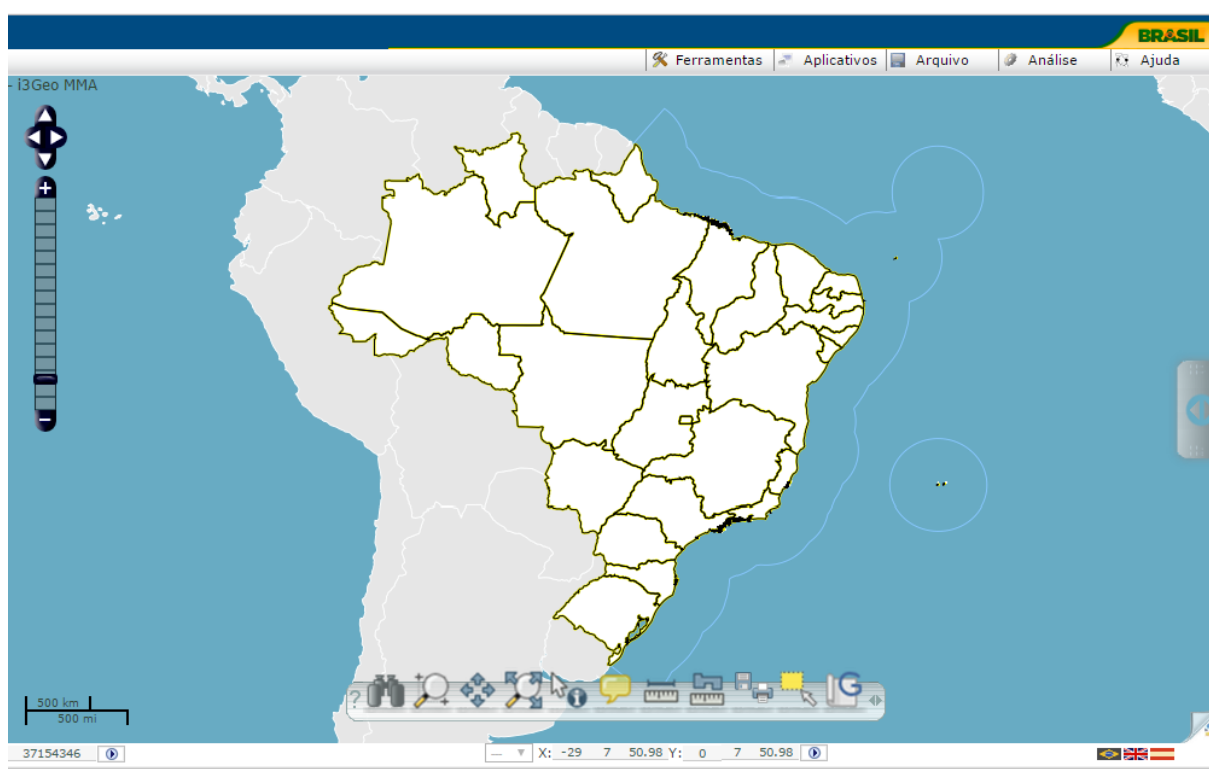 BRASIL
Ferramentas Aplicativos Arquivo Análise Ajuda
- i3Geo MMA
+
−
? G
500 km
500 mi
37154346 — X: -29 7 50.98 Y: 0 7 50.98